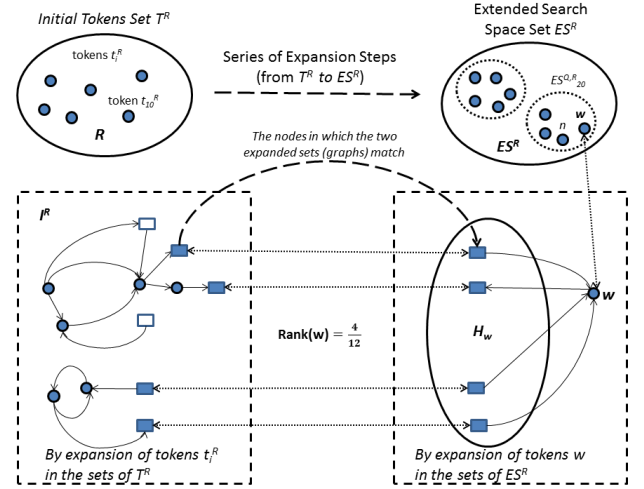 Initial Tokens Set T^R
tokens t_i^R
token t_10^R
R
Series of Expansion Steps
(from T^R to ES^R)
Extended Search
Space Set ES^R
ES^Q,R_20
n
w
ES^R
The nodes in which the two
expanded sets (graphs) match
I^R
Rank(w) = 4/12
H_w
w
By expansion of tokens t_i^R
in the sets of T^R
By expansion of tokens w
in the sets of ES^R